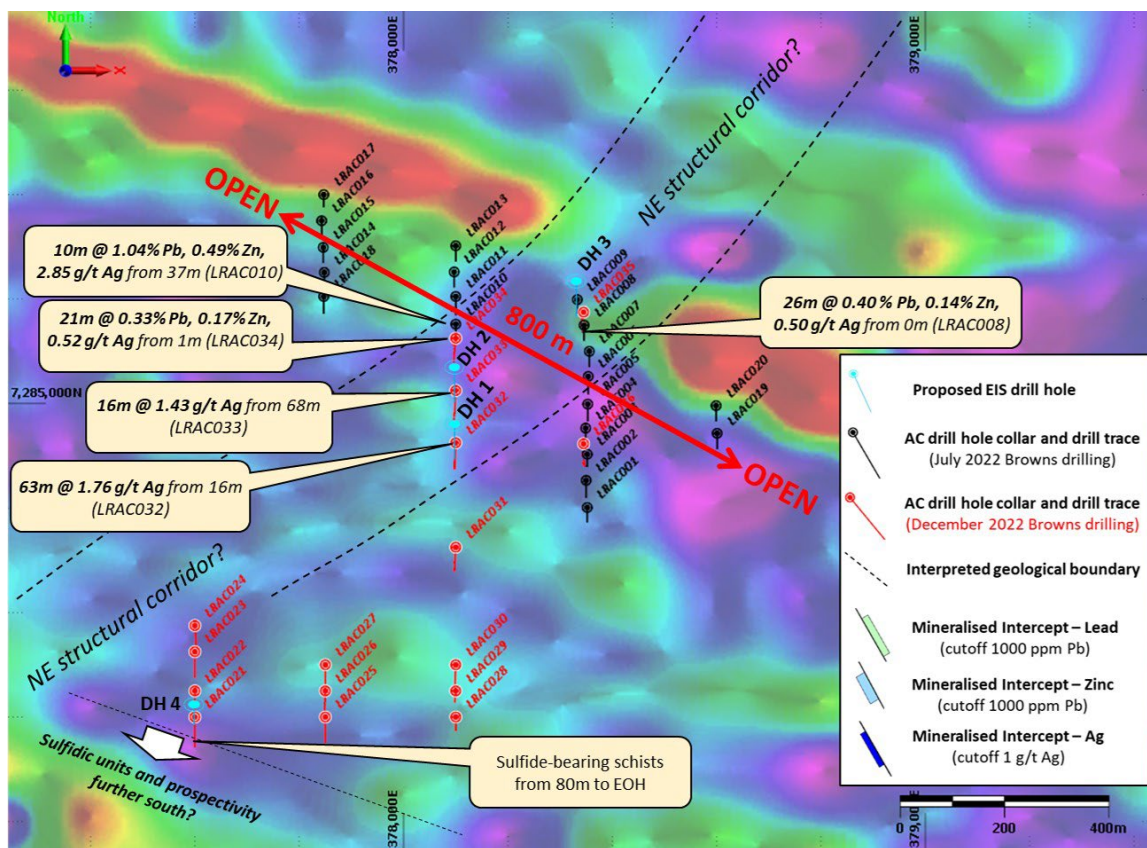 North
X
378,000E
379,000E
NE structural corridor?
LRAC017
LRAC016
LRAC015
LRAC014
LRAC018
OPEN
LRAC013
LRAC012
LRAC011
LRAC010
LRAC034
DH 2
LRAC033
DH 1
LRAC032
DH 3
LRAC009
LRAC035
LRAC008
LRAC007
LRAC005
LRAC002
LRAC001
LRAC020
LRAC019
800 m
OPEN
10m @ 1.04% Pb, 0.49% Zn,
2.85 g/t Ag from 37m (LRAC010)
21m @ 0.33% Pb, 0.17% Zn,
0.52 g/t Ag from 1m (LRAC034)
26m @ 0.40 % Pb, 0.14% Zn,
0.50 g/t Ag from 0m (LRAC008)
7,285,000N
16m @ 1.43 g/t Ag from 68m
(LRAC033)
63m @ 1.76 g/t Ag from 16m
(LRAC032)
LRAC031
NE structural corridor?
LRAC024
LRAC023
LRAC022
LRAC021
DH 4
LRAC027
LRAC026
LRAC025
LRAC030
LRAC029
LRAC028
Sulfidic units and prospectivity
further south?
Sulfide-bearing schists
from 80m to EOH
378,000E
379,000E
Proposed EIS drill hole
AC drill hole collar and drill trace
(July 2022 Browns drilling)
AC drill hole collar and drill trace
(December 2022 Browns drilling)
Interpreted geological boundary
Mineralised Intercept – Lead
(cutoff 1000 ppm Pb)
Mineralised Intercept – Zinc
(cutoff 1000 ppm Pb)
Mineralised Intercept – Ag
(cutoff 1 g/t Ag)
0 200 400m